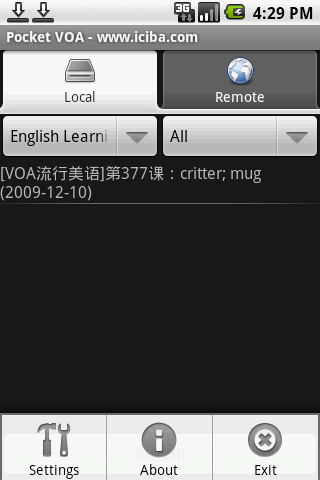 3G
4:29 PM
Pocket VOA - www.iciba.com
Local
Remote
English Learni
All
[VOA流行美语]第377课：critter; mug
(2009-12-10)
Settings
About
Exit